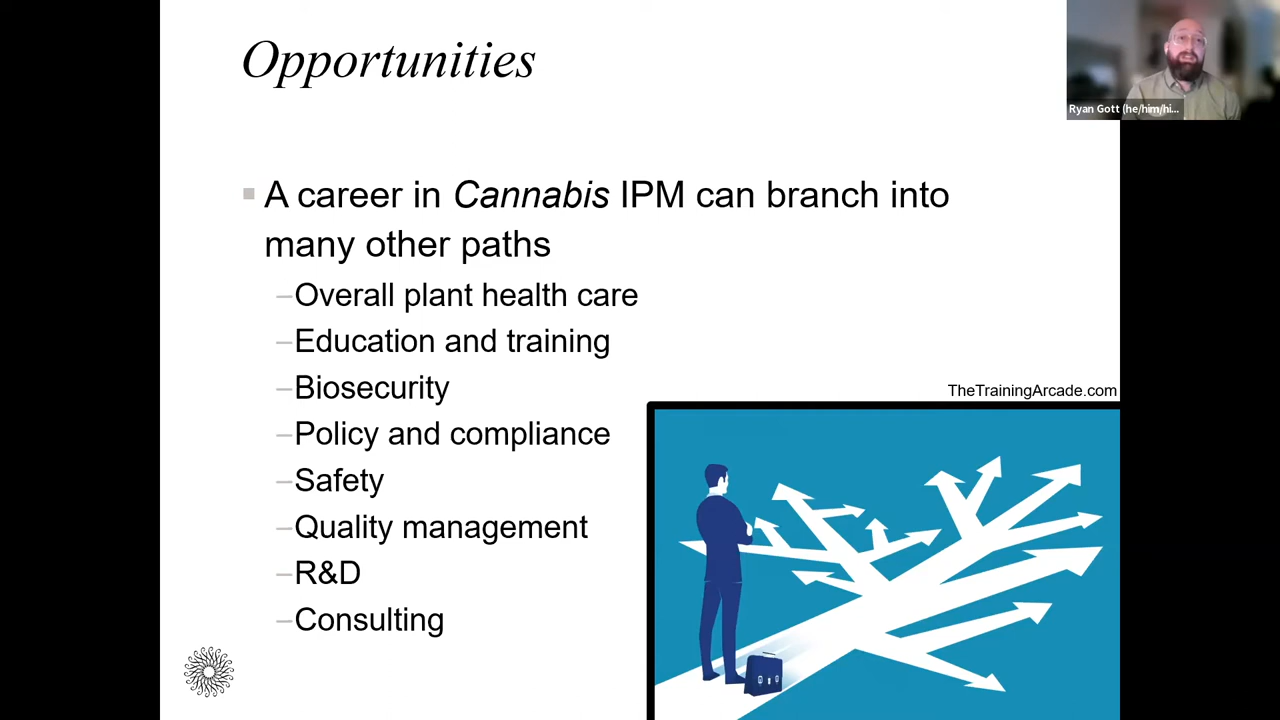 Opportunities
Ryan Gott (he/him/hi...
A career in Cannabis IPM can branch into
many other paths
–Overall plant health care
–Education and training
–Biosecurity
–Policy and compliance
–Safety
–Quality management
–R&D
–Consulting
TheTrainingArcade.com